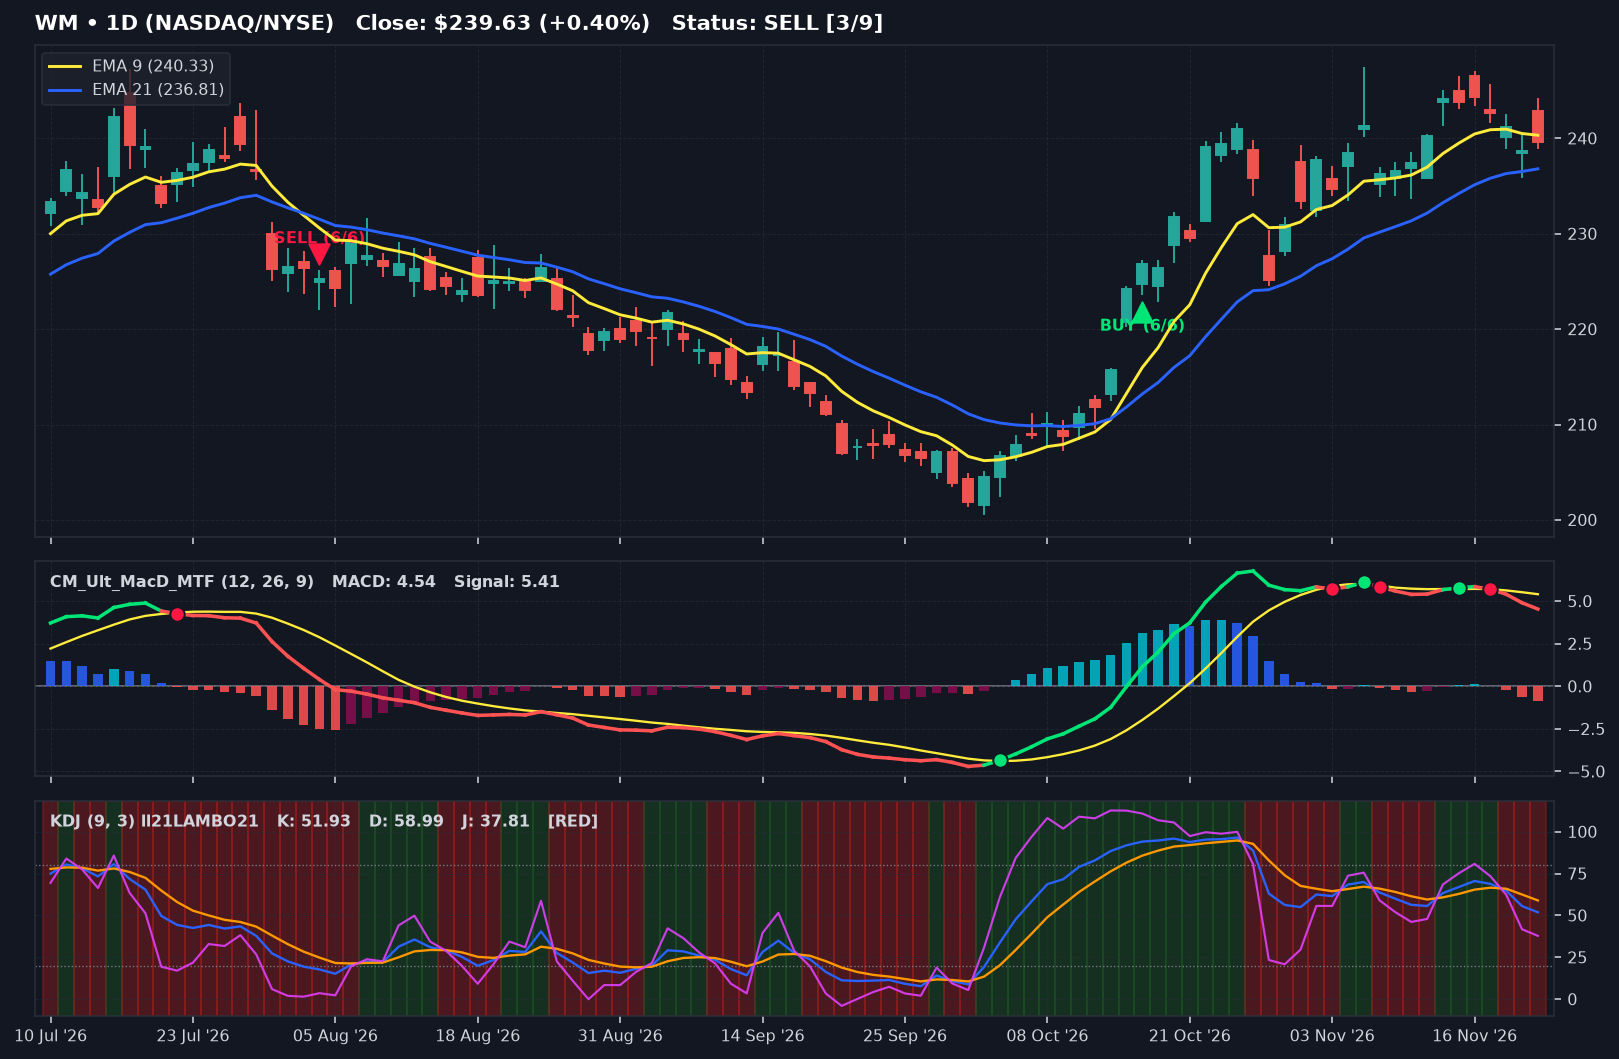 WM • 1D (NASDAQ/NYSE)   Close: $239.63 (+0.40%)   Status: SELL [3/9]
EMA 9 (240.33)
EMA 21 (236.81)
SELL (6/6)
BUY (6/6)
240
230
220
210
200
CM_Ult_MacD_MTF (12, 26, 9)   MACD: 4.54   Signal: 5.41
5.0
2.5
0.0
−2.5
−5.0
KDJ (9, 3) II21LAMBO21   K: 51.93   D: 58.99   J: 37.81   [RED]
100
75
50
25
0
10 Jul '26   23 Jul '26   05 Aug '26   18 Aug '26   31 Aug '26   14 Sep '26   25 Sep '26   08 Oct '26   21 Oct '26   03 Nov '26   16 Nov '26